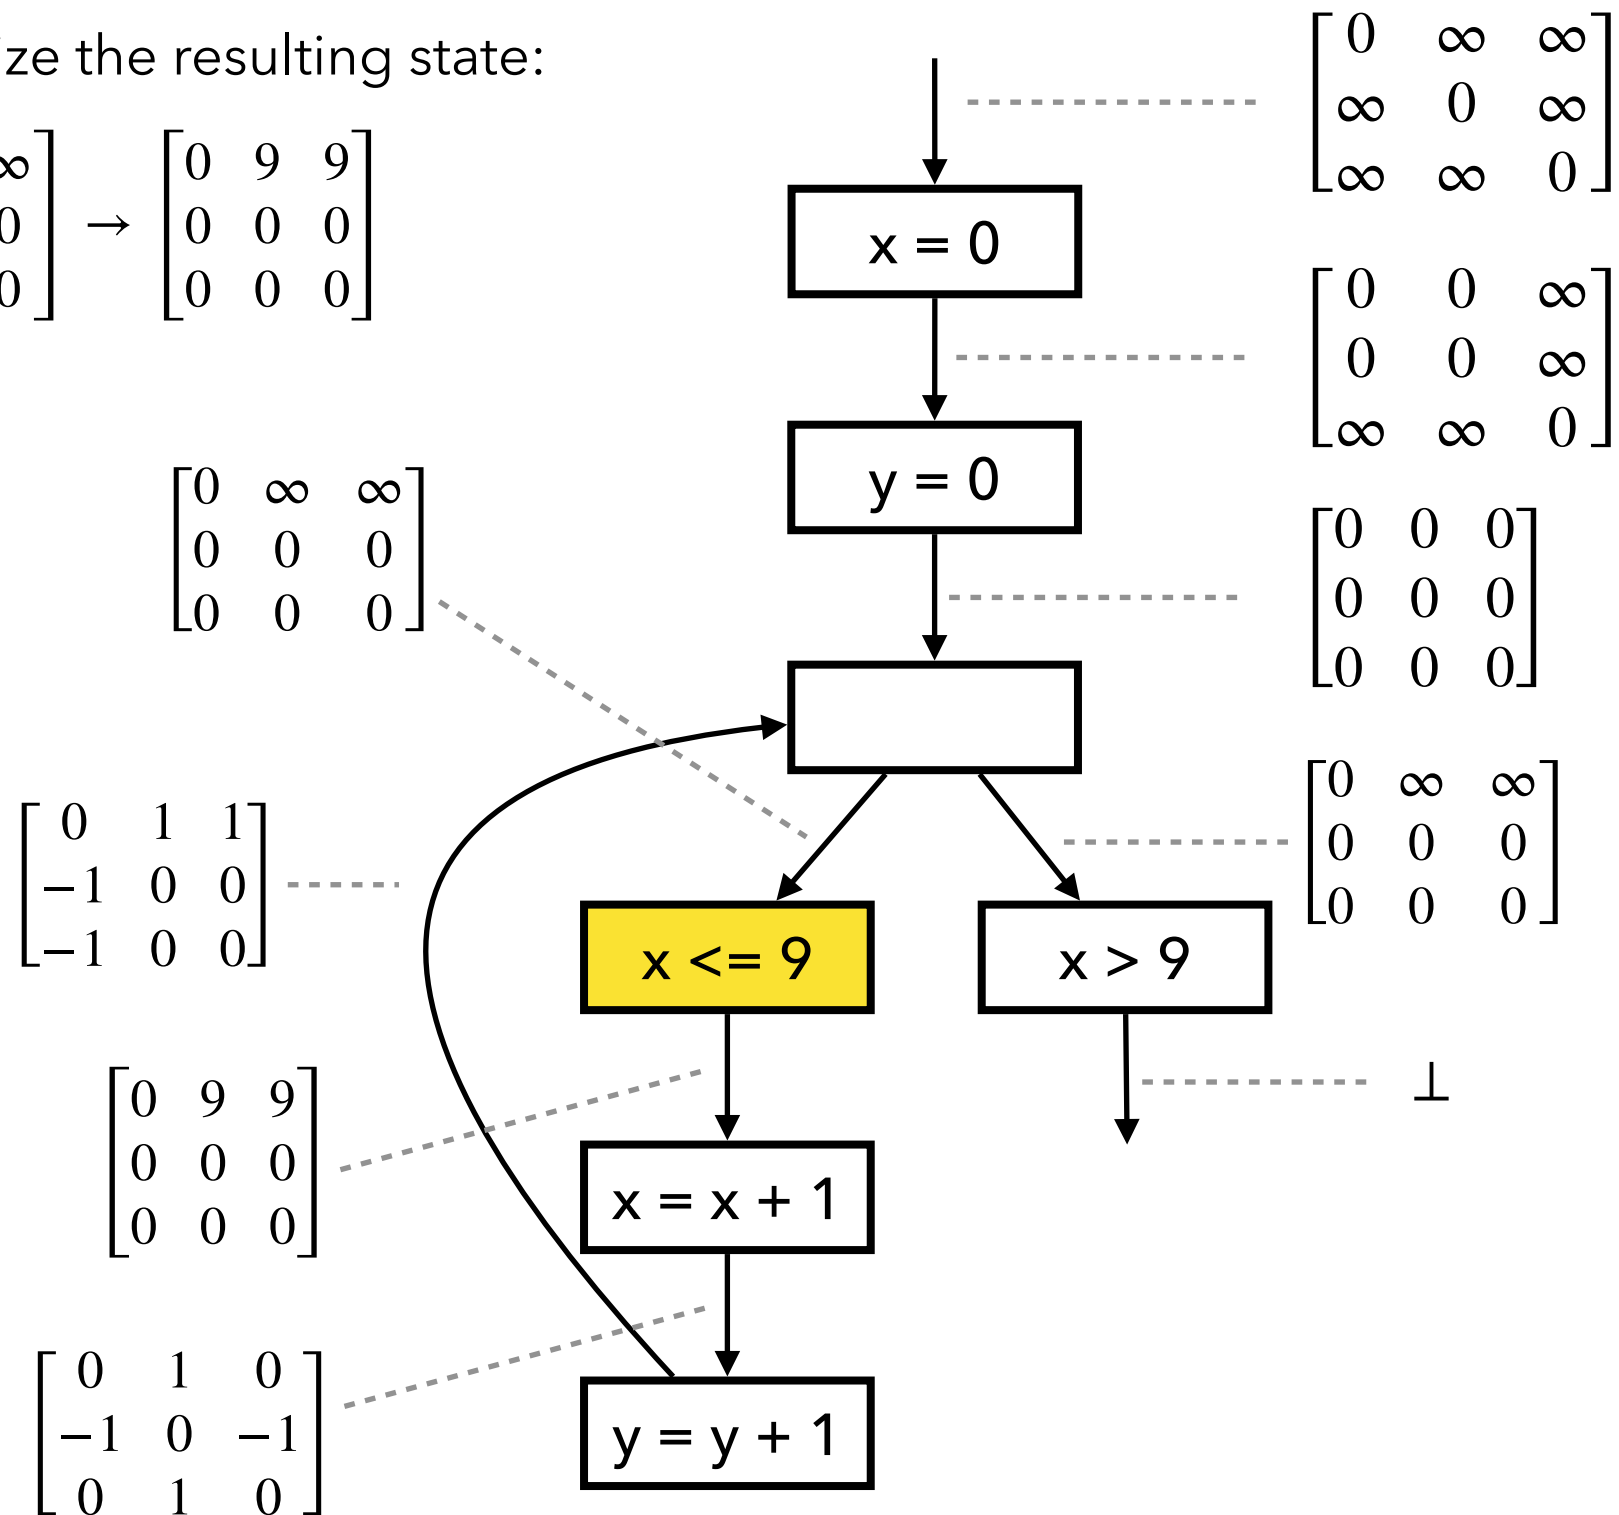 ze the resulting state:
∞
0
0
→
0 9 9
0 0 0
0 0 0
0 ∞ ∞
∞ 0 ∞
∞ ∞ 0
x = 0
0 0 ∞
0 0 ∞
∞ ∞ 0
y = 0
0 0 0
0 0 0
0 0 0
0 ∞ ∞
0 0 0
0 0 0
0 ∞ ∞
0 0 0
0 0 0
0 1 1
−1 0 0
−1 0 0
x <= 9
x > 9
⊥
0 9 9
0 0 0
0 0 0
x = x + 1
0 1 0
−1 0 −1
0 1 0
y = y + 1